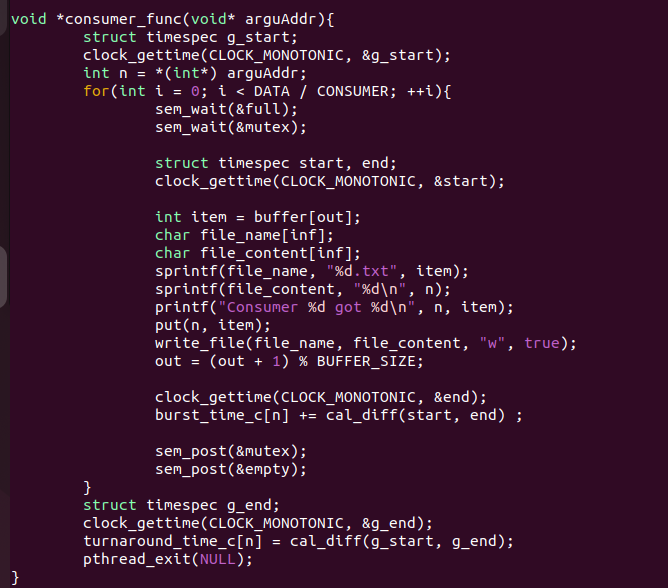 void *consumer_func(void* arguAddr){
        struct timespec g_start;
        clock_gettime(CLOCK_MONOTONIC, &g_start);
        int n = *(int*) arguAddr;
        for(int i = 0; i < DATA / CONSUMER; ++i){
                sem_wait(&full);
                sem_wait(&mutex);

                struct timespec start, end;
                clock_gettime(CLOCK_MONOTONIC, &start);

                int item = buffer[out];
                char file_name[inf];
                char file_content[inf];
                sprintf(file_name, "%d.txt", item);
                sprintf(file_content, "%d\n", n);
                printf("Consumer %d got %d\n", n, item);
                put(n, item);
                write_file(file_name, file_content, "w", true);
                out = (out + 1) % BUFFER_SIZE;

                clock_gettime(CLOCK_MONOTONIC, &end);
                burst_time_c[n] += cal_diff(start, end) ;

                sem_post(&mutex);
                sem_post(&empty);
        }
        struct timespec g_end;
        clock_gettime(CLOCK_MONOTONIC, &g_end);
        turnaround_time_c[n] = cal_diff(g_start, g_end);
        pthread_exit(NULL);
}